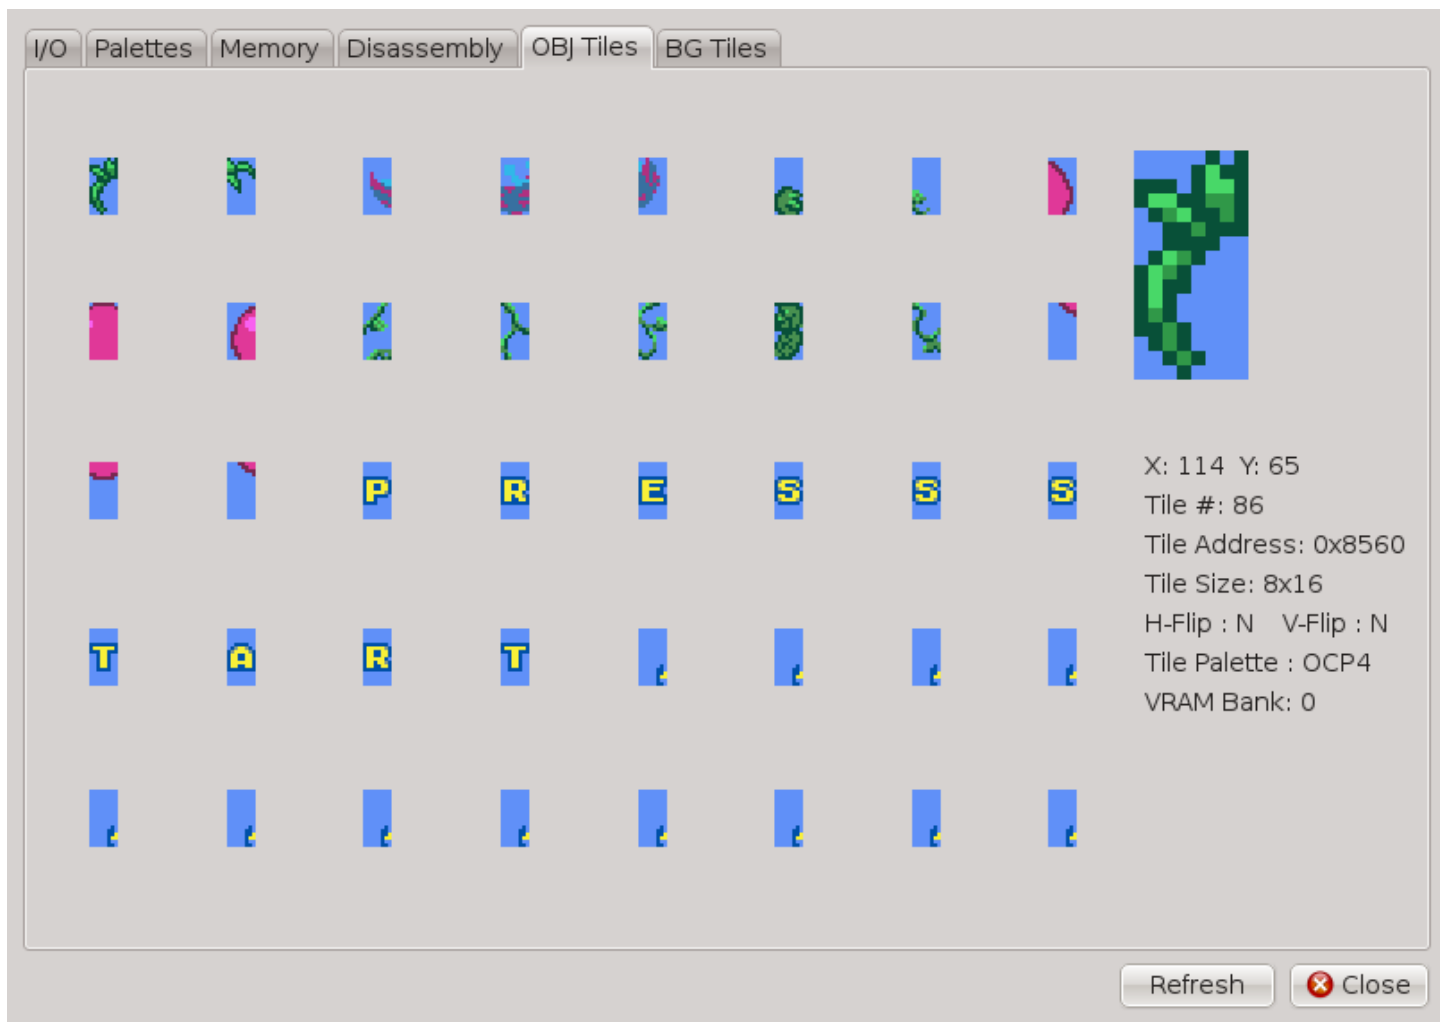 I/O Palettes Memory Disassembly OBJ Tiles BG Tiles
X: 114 Y: 65
Tile #: 86
Tile Address: 0x8560
Tile Size: 8x16
H-Flip : N V-Flip : N
Tile Palette : OCP4
VRAM Bank: 0
P R E S S S
T A R T
Refresh Close